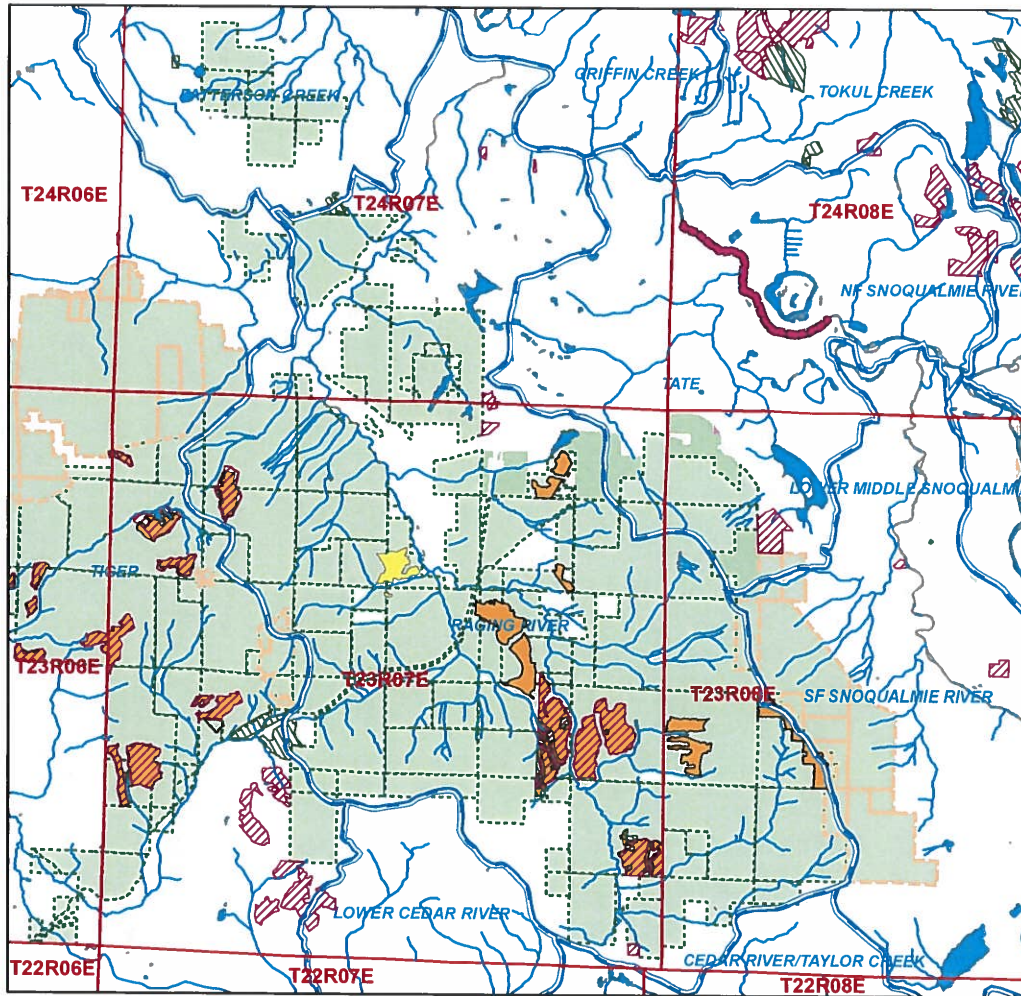 GRIFFIN CREEK
PATTERSON CREEK
TOKUL CREEK
T24R06E
T24R07E
T24R08E
NF SNOQUALMIE RIVER
TATE
LOWER MIDDLE SNOQUALMI
TIGER
RAGING RIVER
T23R06E
T23R07E
T23R08E
SF SNOQUALMIE RIVER
LOWER CEDAR RIVER
CEDAR RIVER/TAYLOR CREEK
T22R06E
T22R07E
T22R08E